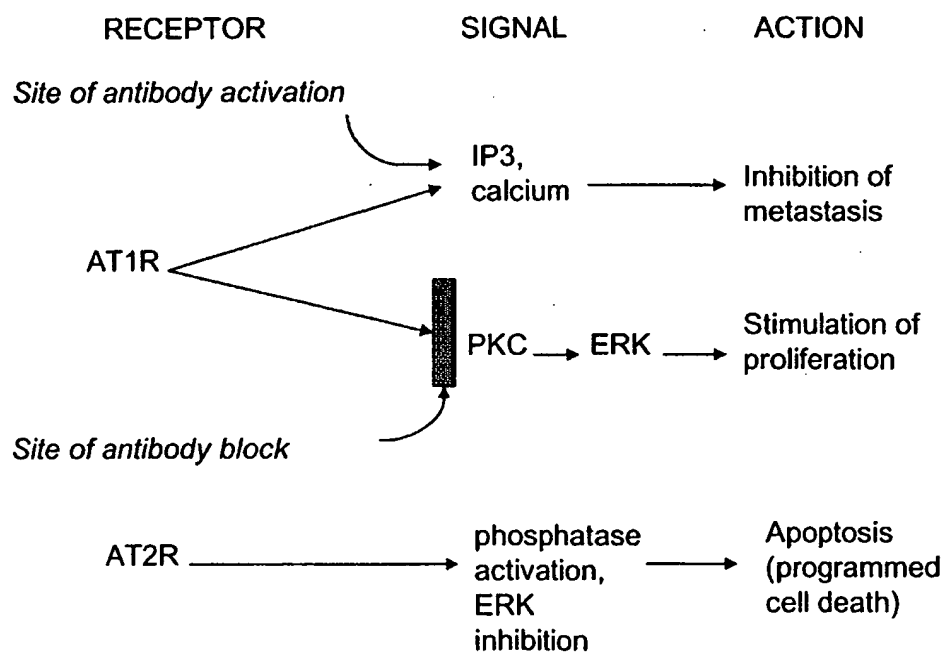 RECEPTOR SIGNAL ACTION
Site of antibody activation
IP3,
calcium
Inhibition of
metastasis
AT1R
PKC ERK
Stimulation of
proliferation
Site of antibody block
AT2R
phosphatase
activation,
ERK
inhibition
Apoptosis
(programmed
cell death)